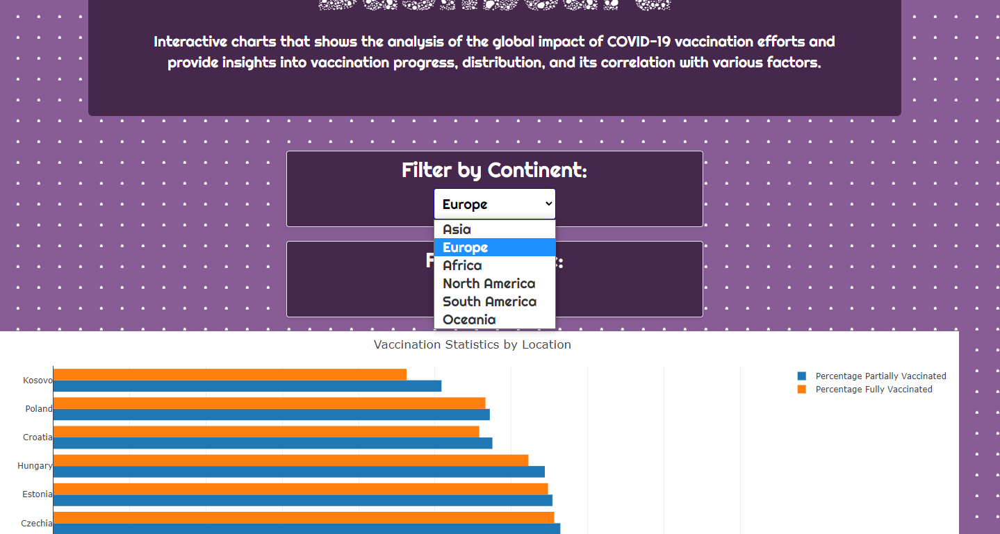 Interactive charts that shows the analysis of the global impact of COVID-19 vaccination efforts and
provide insights into vaccination progress, distribution, and its correlation with various factors.
Filter by Continent:
Europe
Asia
Europe
Africa
North America
South America
Oceania
Vaccination Statistics by Location
Percentage Partially Vaccinated
Percentage Fully Vaccinated
Kosovo
Poland
Croatia
Hungary
Estonia
Czechia